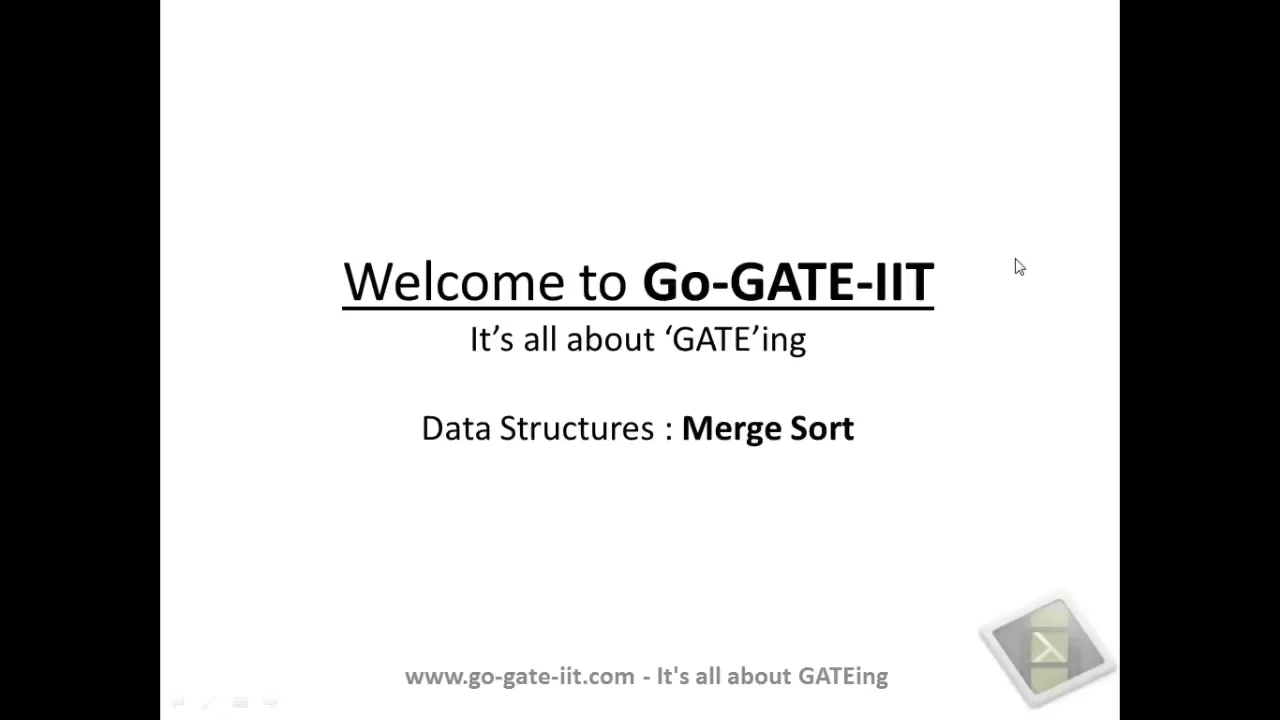 Welcome to Go-GATE-IIT
It’s all about ‘GATE’ing
Data Structures : Merge Sort
www.go-gate-iit.com - It's all about GATEing